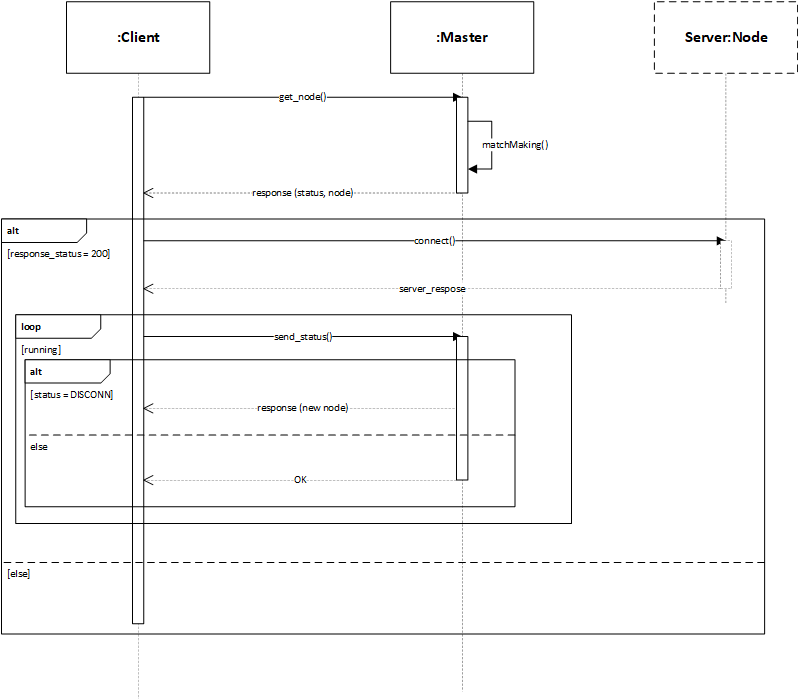 :Client
:Master
Server:Node
get_node()
matchMaking()
response (status, node)
alt
connect()
[response_status = 200]
server_respose
loop
send_status()
[running]
alt
[status = DISCONN]
response (new node)
else
OK
[else]